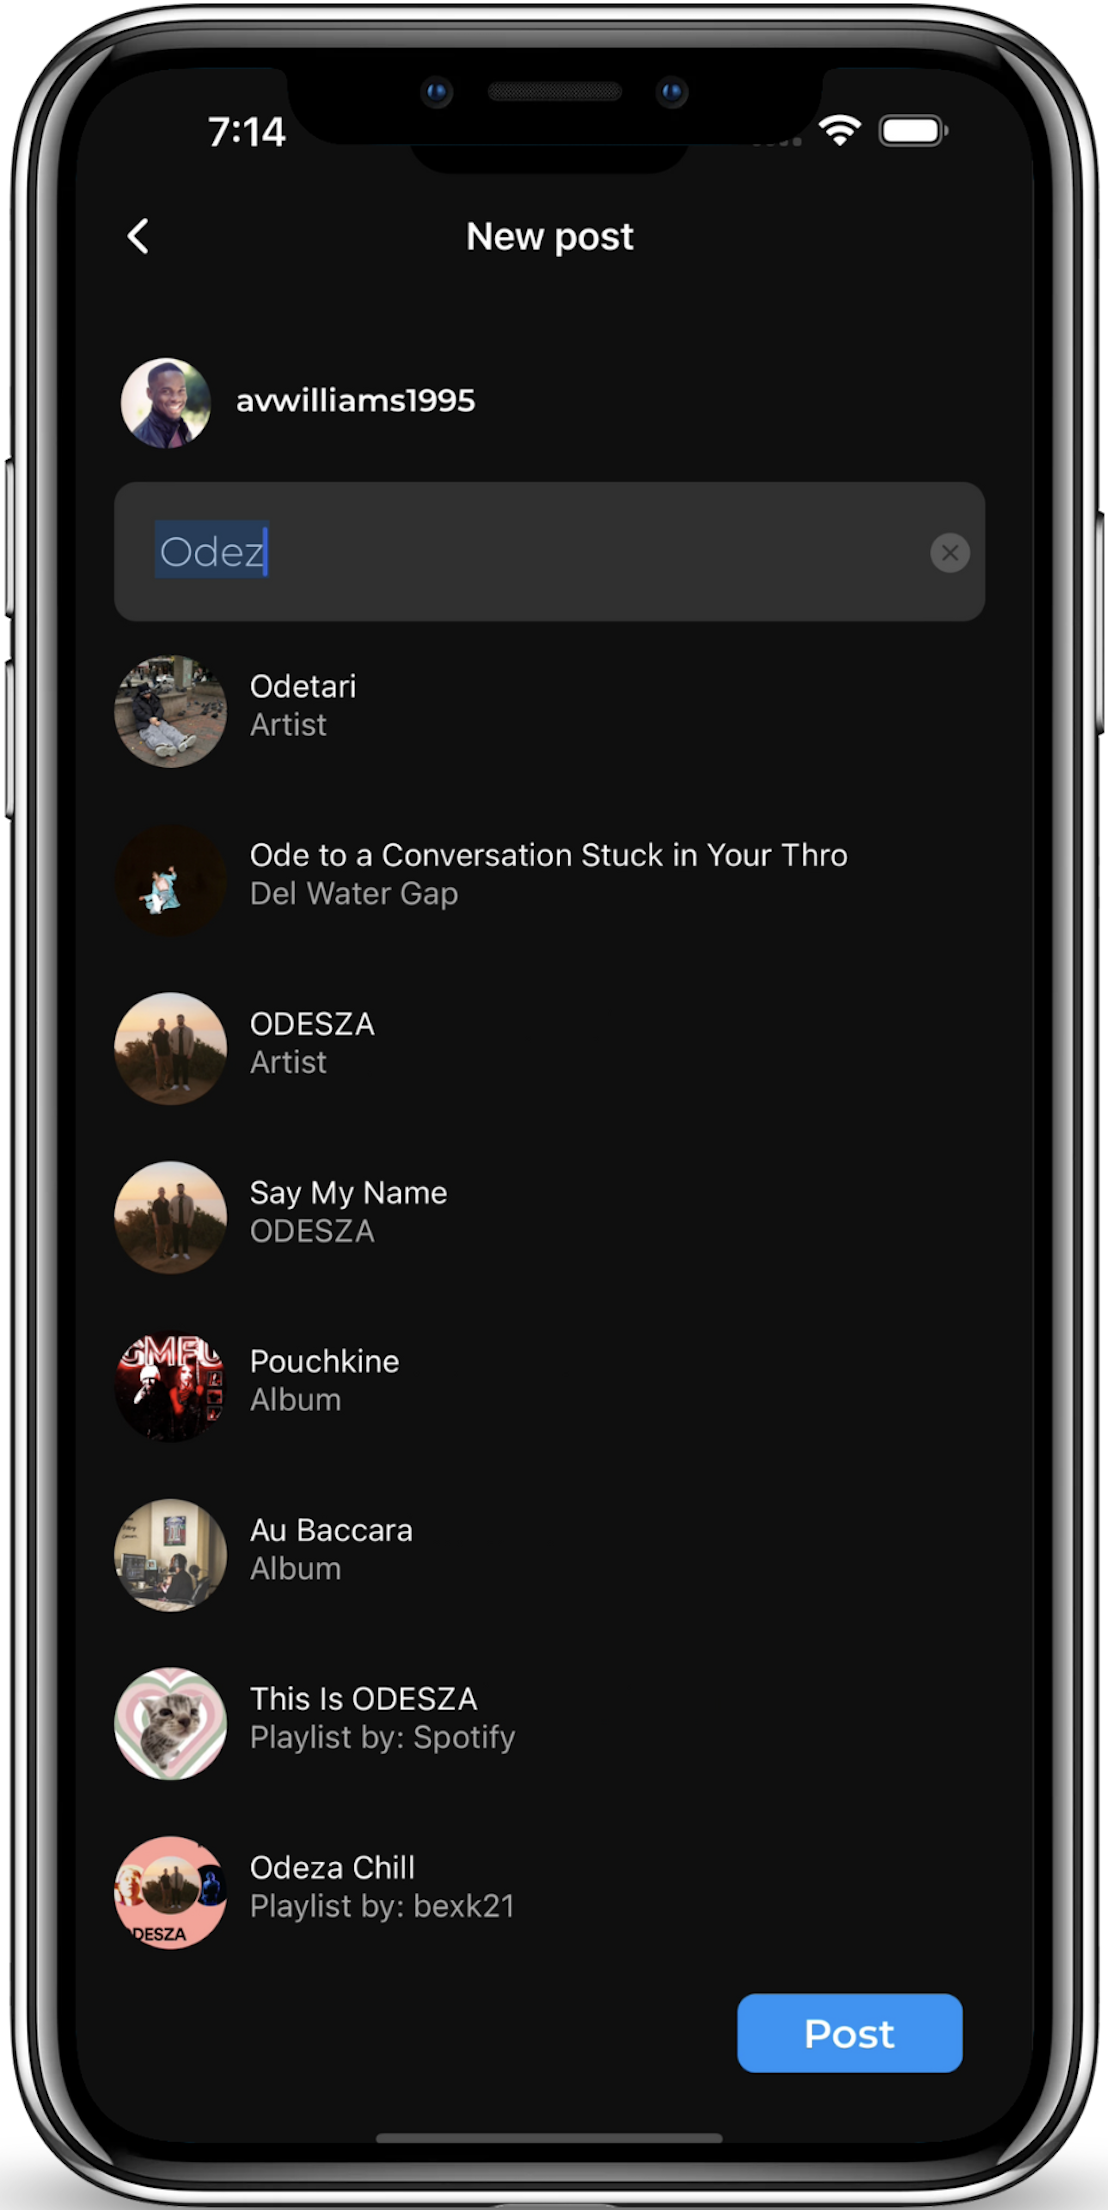 7:14
New post
avwilliams1995
Odez
Odetari
Artist
Ode to a Conversation Stuck in Your Thro
Del Water Gap
ODESZA
Artist
Say My Name
ODESZA
GMFU
Pouchkine
Album
Au Baccara
Album
This Is ODESZA
Playlist by: Spotify
Odeza Chill
Playlist by: bexk21
DESZA
Post